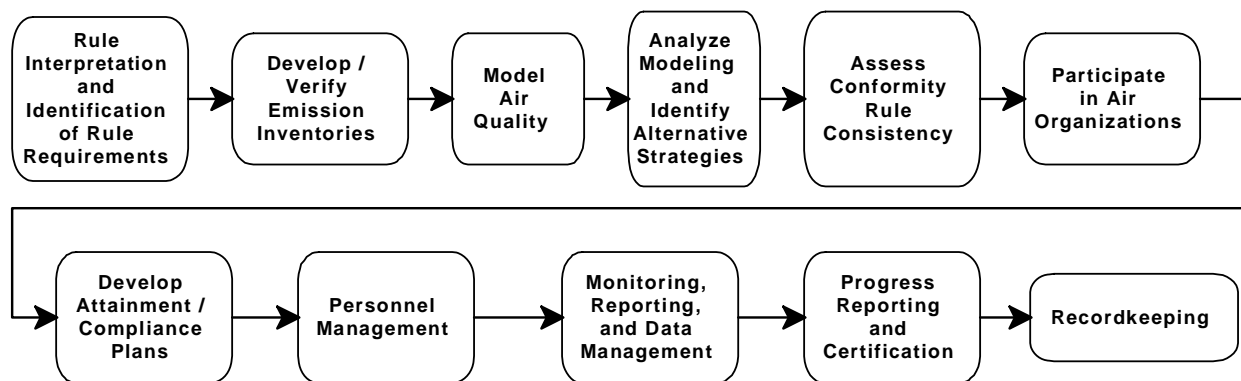 Rule
Interpretation
and
Identification
of Rule
Requirements
Develop /
Verify
Emission
Inventories
Model
Air
Quality
Analyze
Modeling
and
Identify
Alternative
Strategies
Assess
Conformity
Rule
Consistency
Participate
in Air
Organizations
Develop
Attainment /
Compliance
Plans
Personnel
Management
Monitoring,
Reporting,
and Data
Management
Progress
Reporting
and
Certification
Recordkeeping